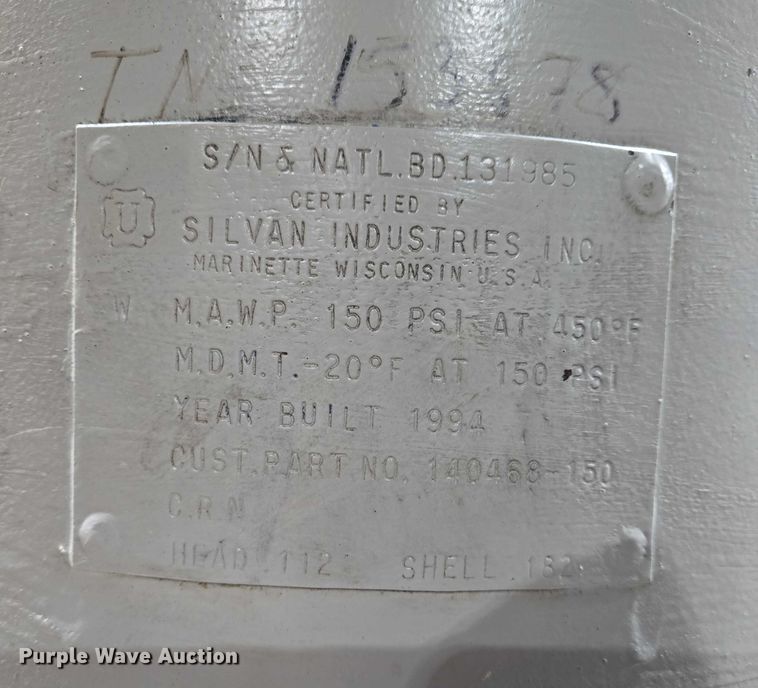 S/N & NATL.BD.131985
U
CERTIFIED BY
SILVAN INDUSTRIES, INC.
MARINETTE WISCONSIN U.S.A.
W M.A.W.P. 150 PSI AT 450°F
M.D.M.T.-20°F AT 150 PSI
YEAR BUILT 1994
CUST.PART NO. 140468-150
C.R.N
HEAD .112 SHELL .182
Purple Wave Auction